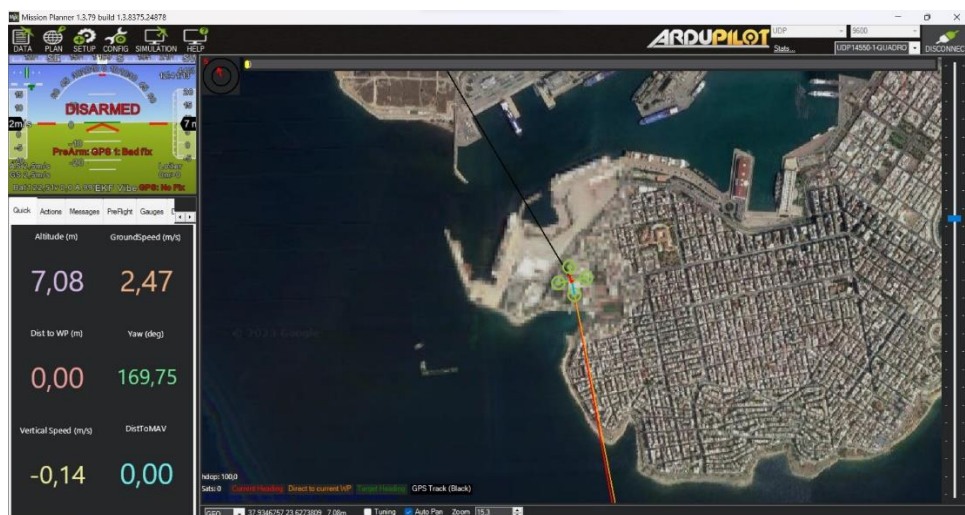 Mission Planner 1.3.79 build 1.3.8375.24878
DATA PLAN SETUP CONFIG SIMULATION HELP
ARDUPILOT
UDP
9600
Stats...
UDP14550-1-QUADRO
DISCONNEC
DISARMED
PreArm: GPS 1: Bad fix
Loiter
EKF Vibe GPS: No Fix
Quick Actions Messages PreFlight Gauges
Altitude (m) GroundSpeed (m/s)
7,08 2,47
Dist to WP (m) Yaw (deg)
0,00 169,75
Vertical Speed (m/s) DistToMAV
-0,14 0,00
© 2023 Google
hdop: 100,0
Sats: 0 Current Heading Direct to current WP Target Heading GPS Track (Black)
GEO 37.9346757 23.6273809 7.08m Tuning Auto Pan Zoom 15,3